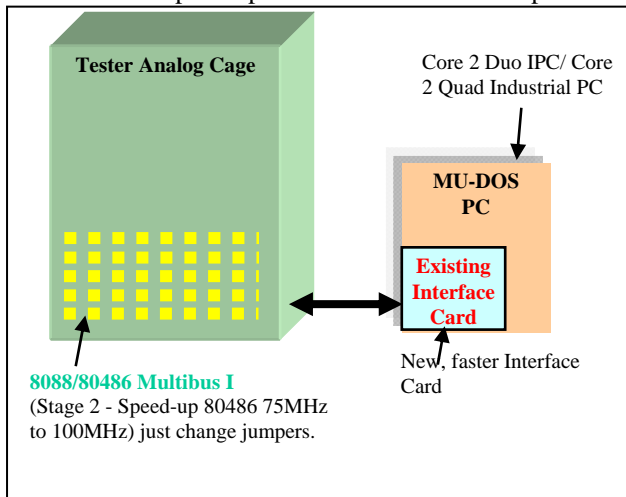 Tester Analog Cage
Core 2 Duo IPC/ Core
2 Quad Industrial PC
MU-DOS
PC
Existing
Interface
Card
New, faster Interface
Card
8088/80486 Multibus I
(Stage 2 - Speed-up 80486 75MHz
to 100MHz) just change jumpers.